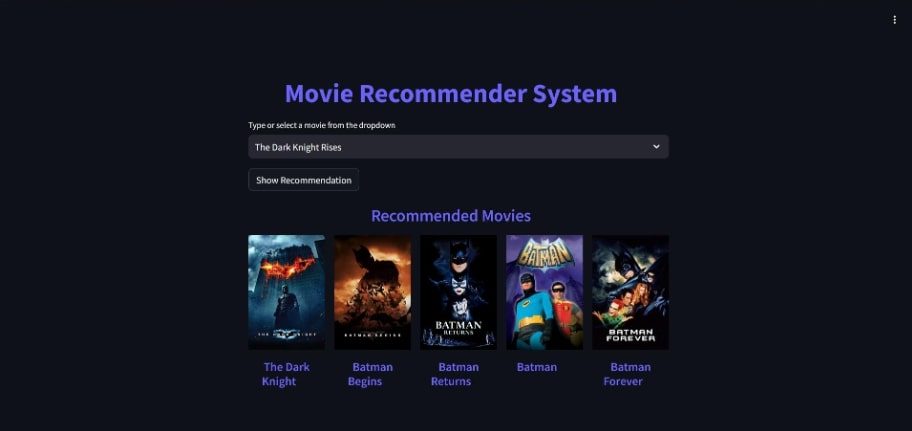 Movie Recommender System
Type or select a movie from the dropdown
The Dark Knight Rises
Show Recommendation
Recommended Movies
THE DARK KNIGHT
BATMAN BEGINS
BATMAN
RETURNS
BATMAN
BATMAN
FOREVER
The Dark
Knight
Batman
Begins
Batman
Returns
Batman
Batman
Forever